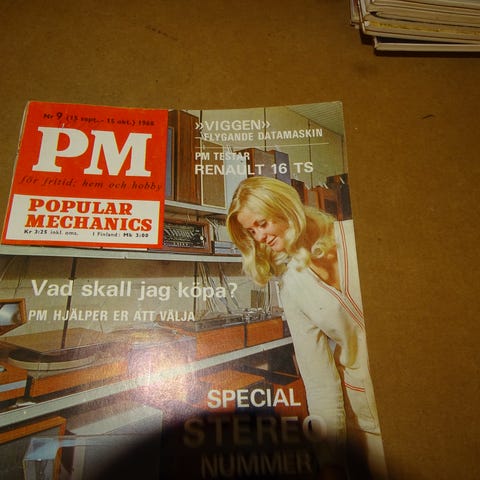 Nr 9 (15 sept.–15 okt.) 1968
PM
för fritid; hem och hobby
POPULAR
MECHANICS
Kr 3:25 inkl. oms. I Finland: Mk 3:00
»VIGGEN»
FLYGANDE DATAMASKIN
PM TESTAR
RENAULT 16 TS
Vad skall jag köpa?
PM HJÄLPER ER ATT VÄLJA
SPECIAL
STEREO
NUMMER